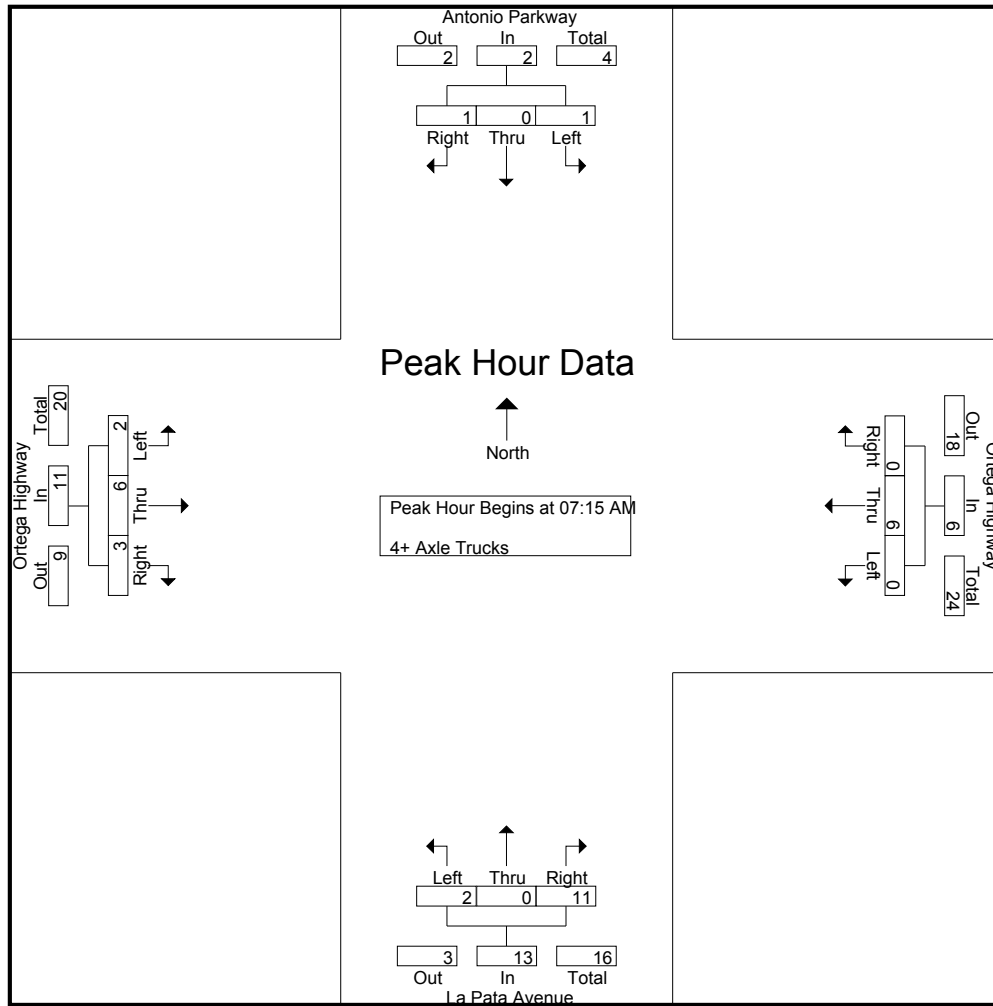 Antonio Parkway
Out In Total
2 2 4
1 0 1
Right Thru Left
Peak Hour Data
North
Peak Hour Begins at 07:15 AM
4+ Axle Trucks
Ortega Highway
Out In Total
9 11 20
Left Thru Right
2 6 3
Ortega Highway
Out In Total
18 6 24
Right Thru Left
0 6 0
Left Thru Right
2 0 11
3 13 16
Out In Total
La Pata Avenue